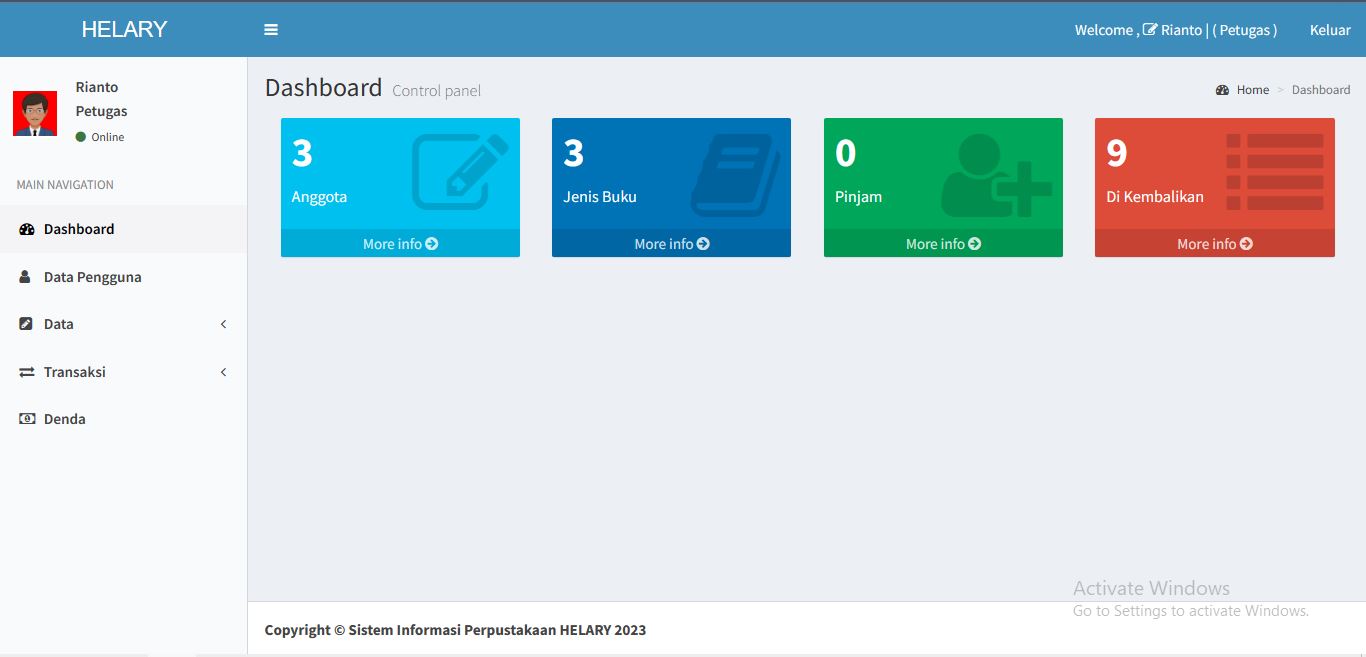 HELARY
Welcome , Rianto | ( Petugas )
Keluar
Rianto
Petugas
Online
MAIN NAVIGATION
Dashboard
Data Pengguna
Data
Transaksi
Denda
Dashboard Control panel
Home > Dashboard
3
Anggota
More info
3
Jenis Buku
More info
0
Pinjam
More info
9
Di Kembalikan
More info
Activate Windows
Go to Settings to activate Windows.
Copyright © Sistem Informasi Perpustakaan HELARY 2023